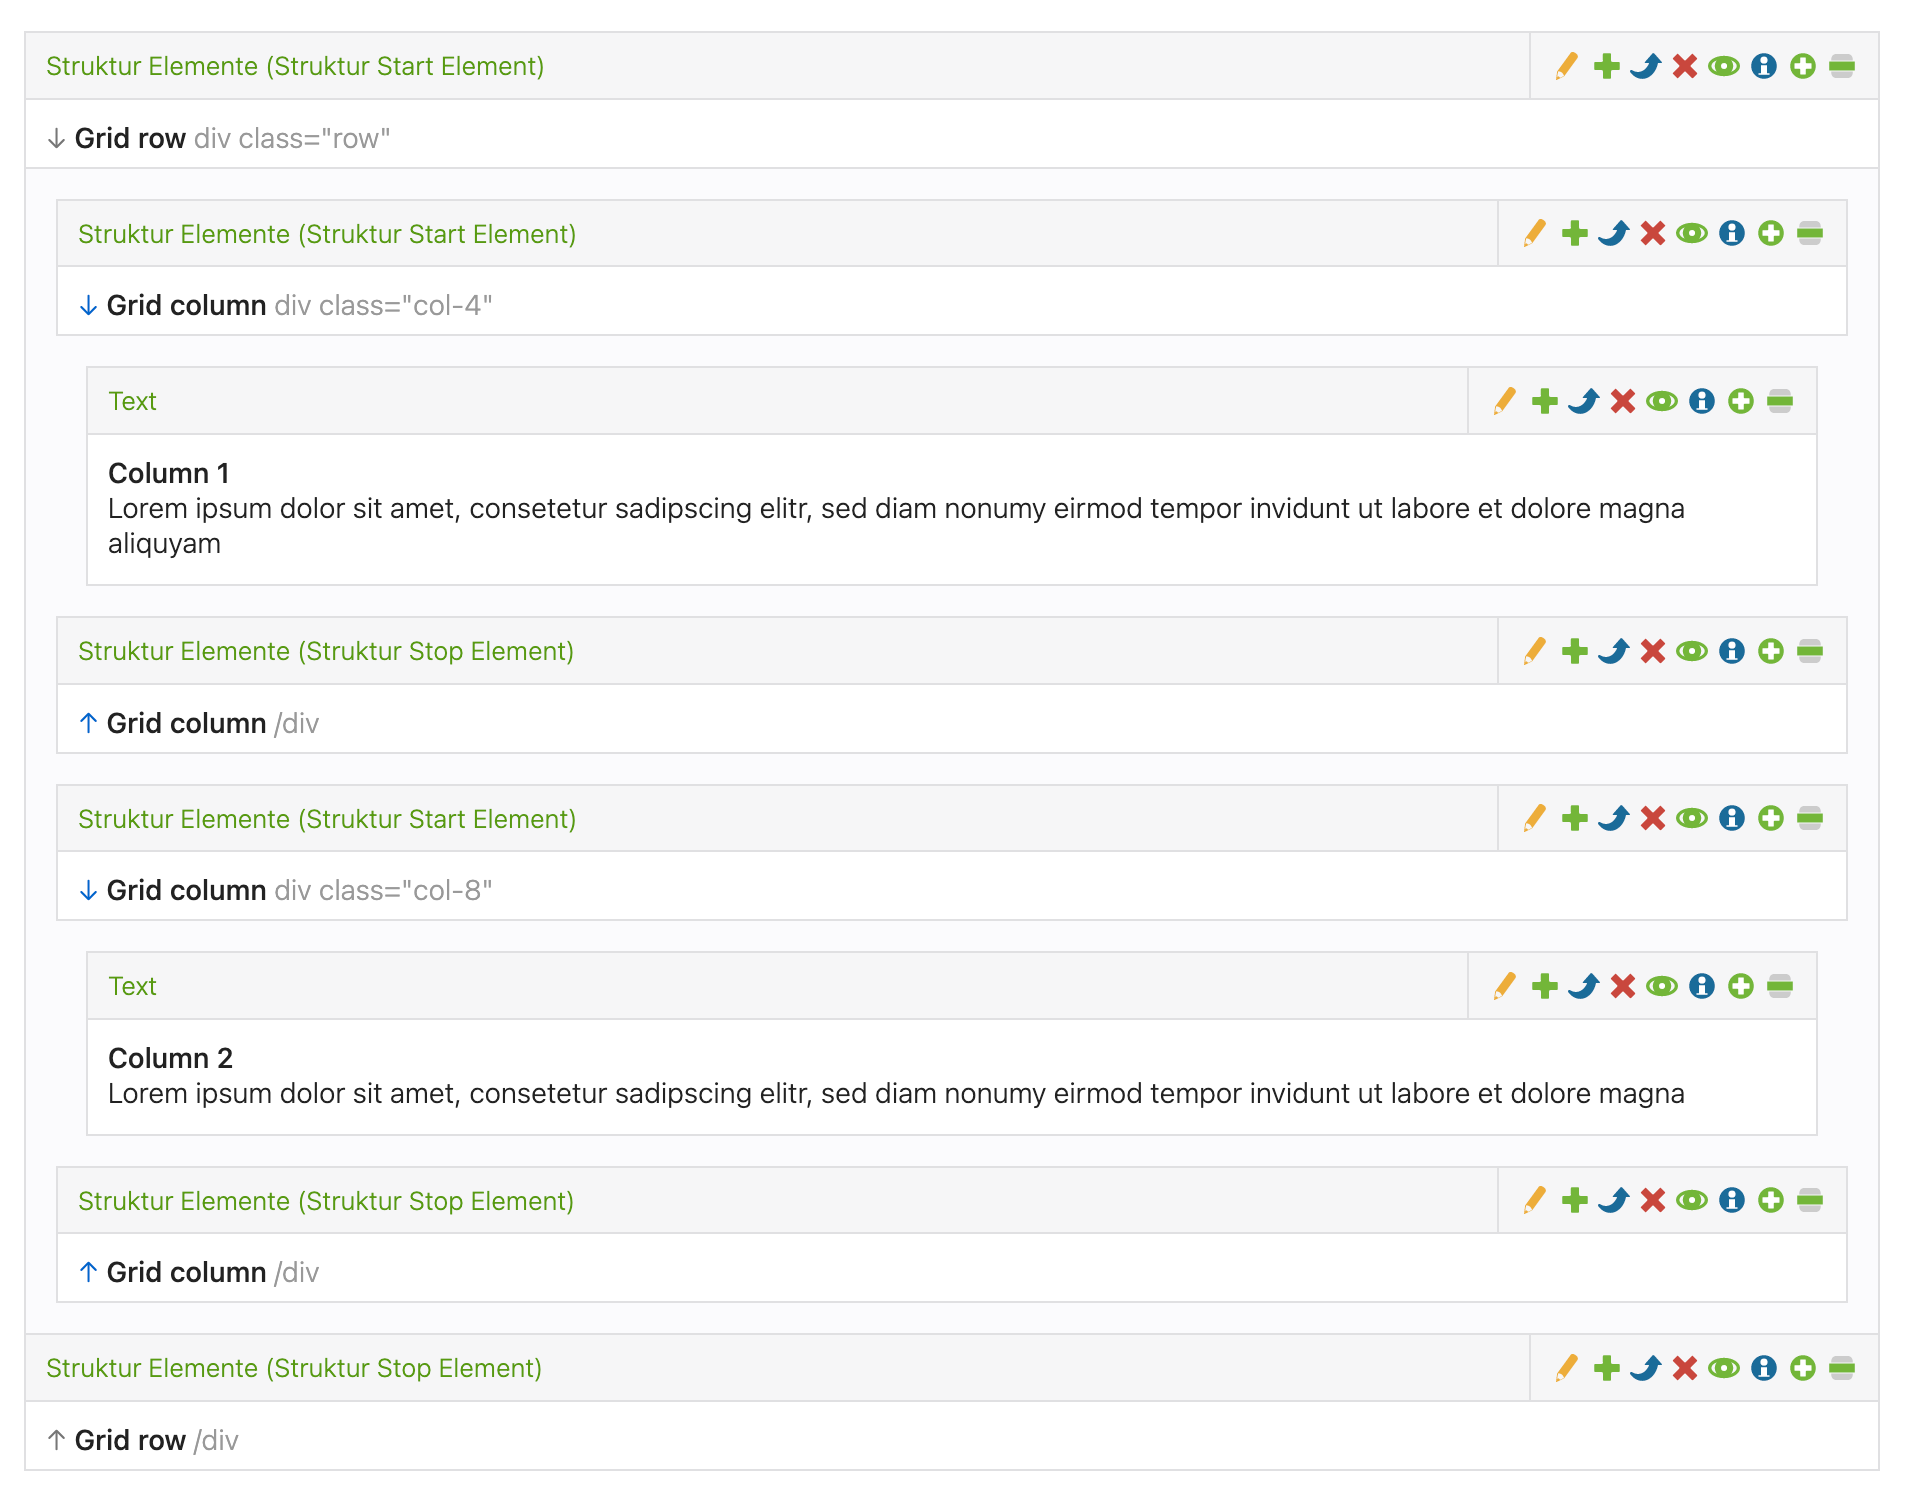 Struktur Elemente (Struktur Start Element)
↓ Grid row div class="row"
Struktur Elemente (Struktur Start Element)
↓ Grid column div class="col-4"
Text
Column 1
Lorem ipsum dolor sit amet, consetetur sadipscing elitr, sed diam nonumy eirmod tempor invidunt ut labore et dolore magna
aliquyam
Struktur Elemente (Struktur Stop Element)
↑ Grid column /div
Struktur Elemente (Struktur Start Element)
↓ Grid column div class="col-8"
Text
Column 2
Lorem ipsum dolor sit amet, consetetur sadipscing elitr, sed diam nonumy eirmod tempor invidunt ut labore et dolore magna
Struktur Elemente (Struktur Stop Element)
↑ Grid column /div
Struktur Elemente (Struktur Stop Element)
↑ Grid row /div